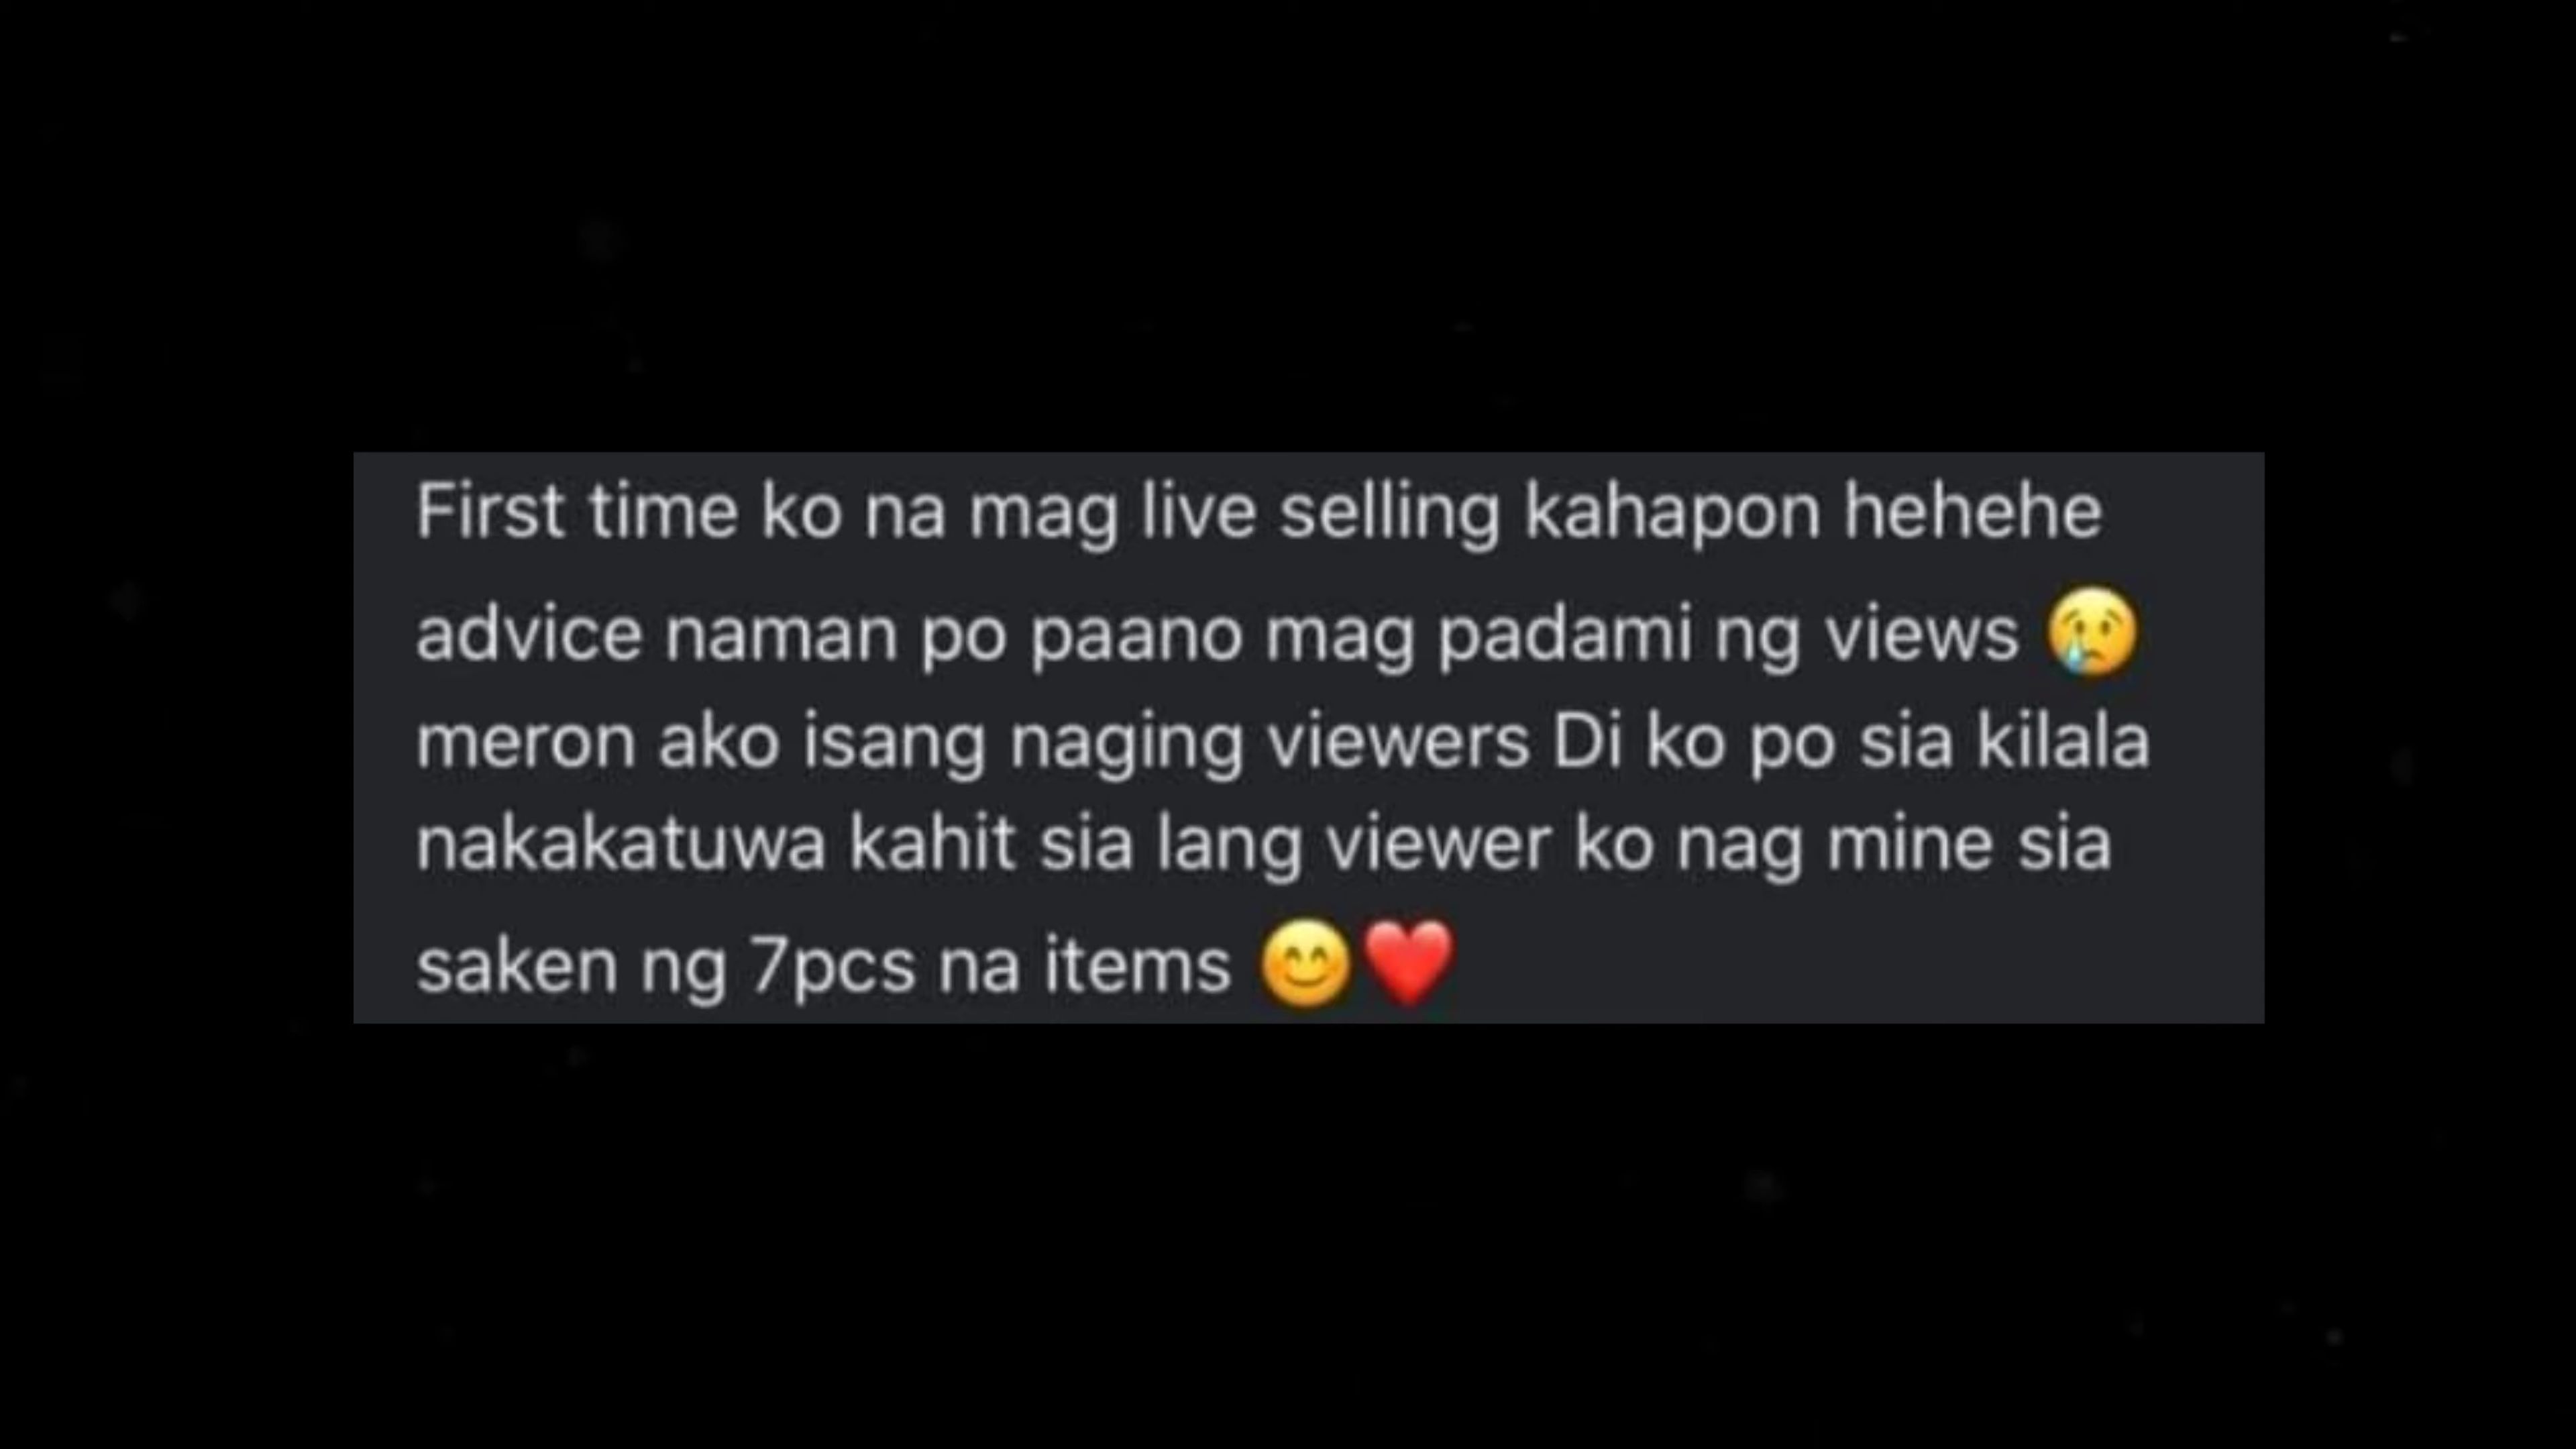 First time ko na mag live selling kahapon hehehe
advice naman po paano mag padami ng views 😢
meron ako isang naging viewers Di ko po sia kilala
nakakatuwa kahit sia lang viewer ko nag mine sia
saken ng 7pcs na items 😊❤️